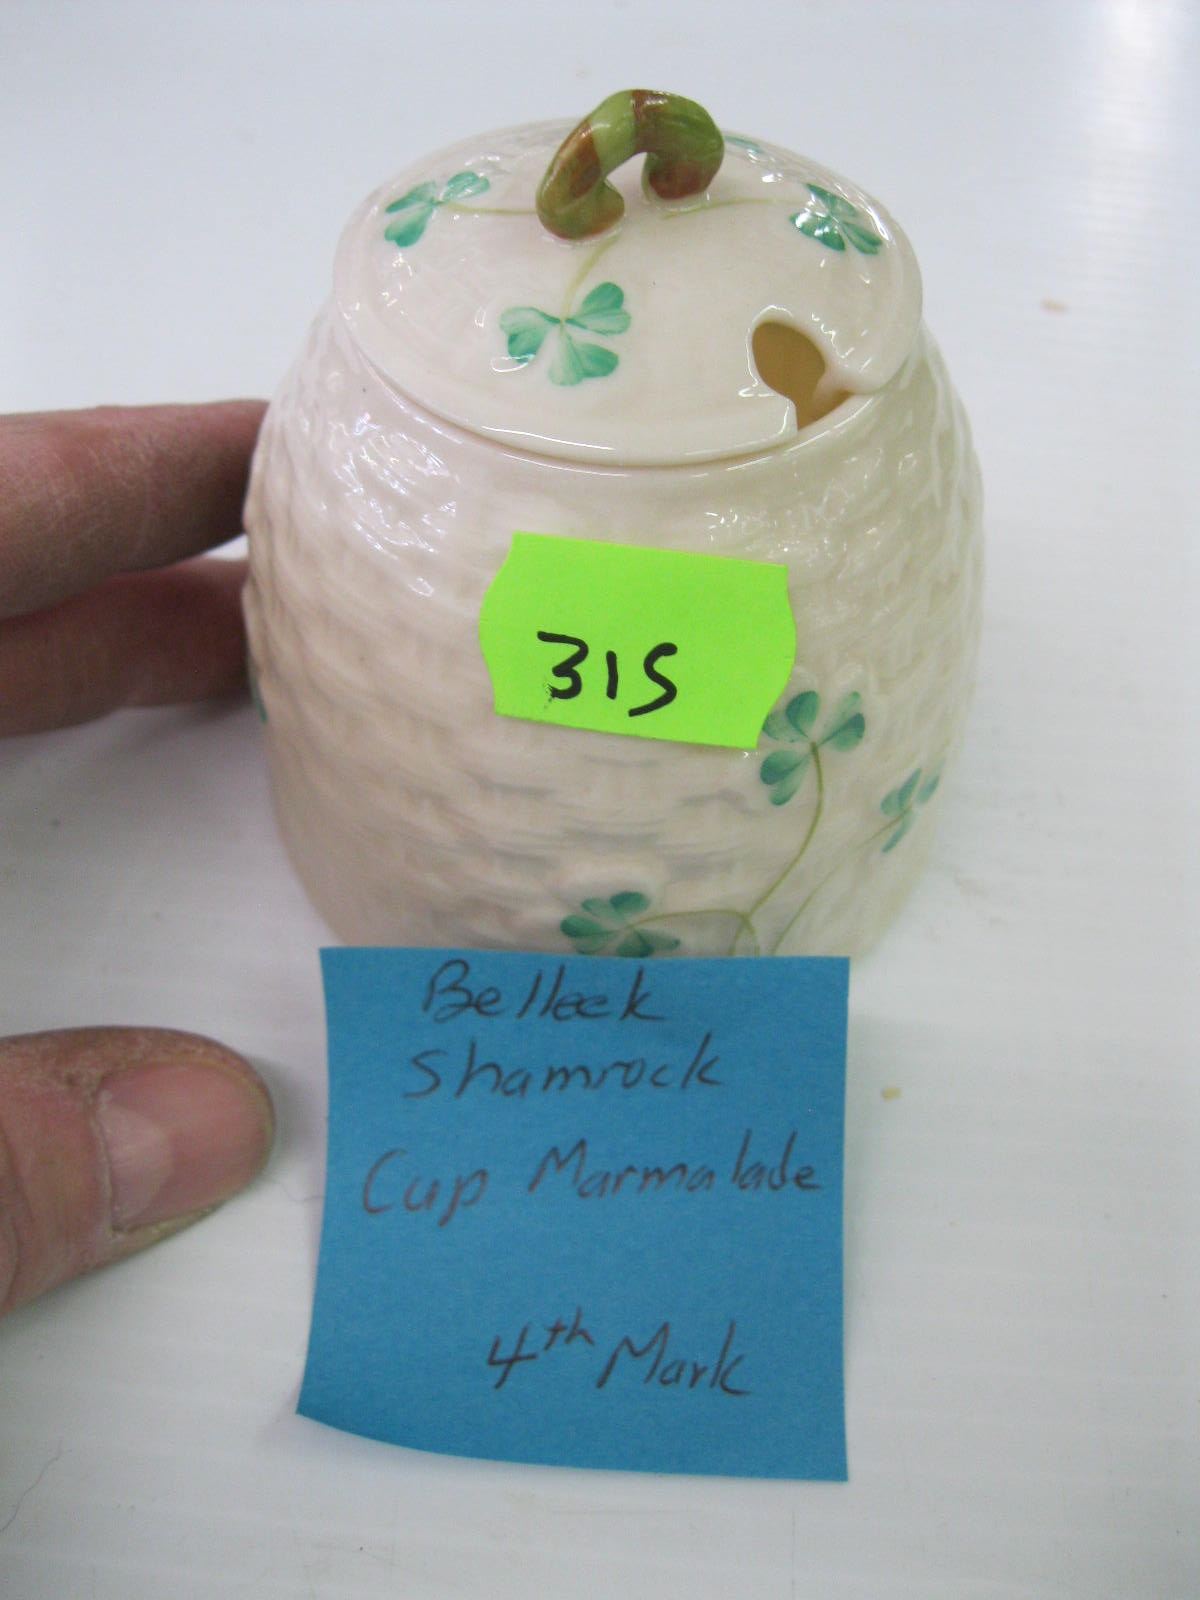 315
Belleek
Shamrock
Cup Marmalade
4th Mark